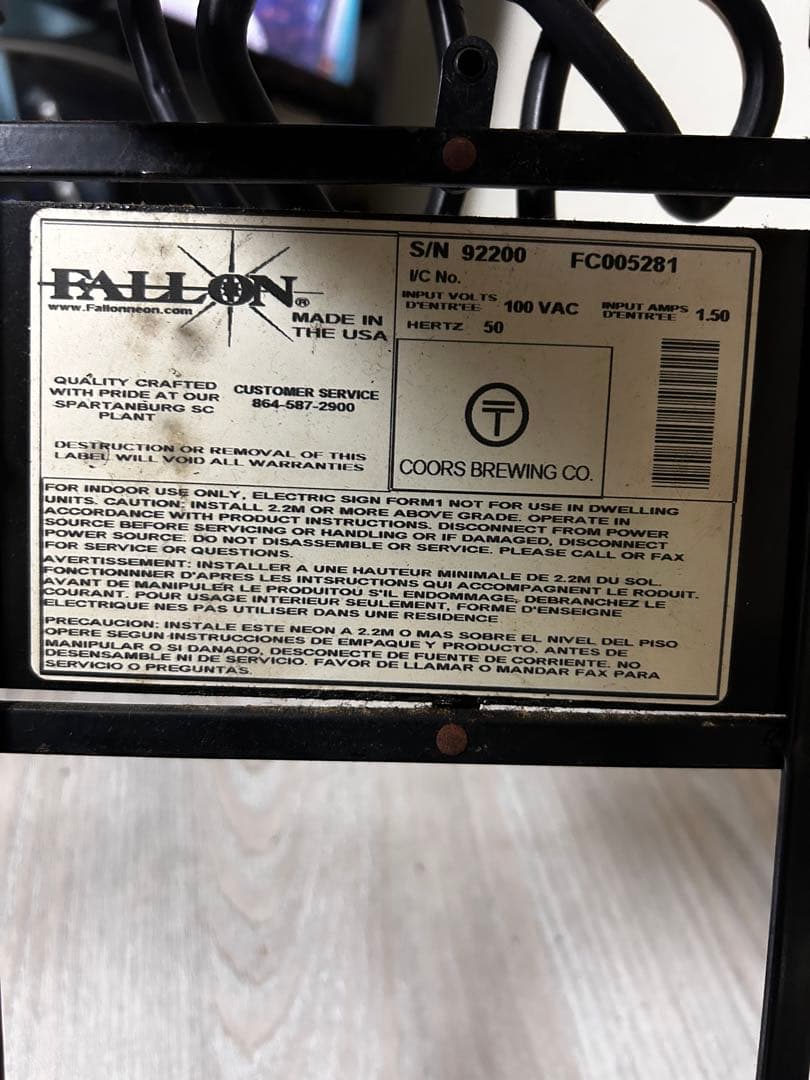 FALLON®
www.Fallonneon.com
MADE IN
THE USA
QUALITY CRAFTED
WITH PRIDE AT OUR
SPARTANBURG SC
PLANT
CUSTOMER SERVICE
864-587-2900
DESTRUCTION OR REMOVAL OF THIS
LABEL WILL VOID ALL WARRANTIES
S/N 92200 FC005281
I/C No.
INPUT VOLTS
D'ENTR'EE 100 VAC
INPUT AMPS
D'ENTR'EE 1.50
HERTZ 50
COORS BREWING CO.
FOR INDOOR USE ONLY, ELECTRIC SIGN FORM1 NOT FOR USE IN DWELLING
UNITS. CAUTION: INSTALL 2.2M OR MORE ABOVE GRADE. OPERATE IN
ACCORDANCE WITH PRODUCT INSTRUCTIONS. DISCONNECT FROM POWER
SOURCE BEFORE SERVICING OR HANDLING OR IF DAMAGED, DISCONNECT
POWER SOURCE. DO NOT DISASSEMBLE OR SERVICE. PLEASE CALL OR FAX
FOR SERVICE OR QUESTIONS.
AVERTISSEMENT: INSTALLER A UNE HAUTEUR MINIMALE DE 2.2M DU SOL.
FONCTIONNNER D'APRES LES INTSRUCTIONS QUI ACCOMPAGNENT LE RODUIT.
AVANT DE MANIPULER LE PRODUITOU S'IL ENDOMMAGE, DEBRANCHEZ LE
COURANT. POUR USAGE INTERIEUR SEULEMENT, FORME D'ENSEIGNE
ELECTRIQUE NES PAS UTILISER DANS UNE RESIDENCE
PRECAUCION: INSTALE ESTE NEON A 2.2M O MAS SOBRE EL NIVEL DEL PISO
OPERE SEGUN INSTRUCCIONES DE EMPAQUE Y PRODUCTO. ANTES DE
MANIPULAR O SI DANADO, DESCONECTE DE FUENTE DE CORRIENTE. NO
DESENSAMBLE NI DE SERVICIO. FAVOR DE LLAMAR O MANDAR FAX PARA
SERVICIO O PREGUNTAS.